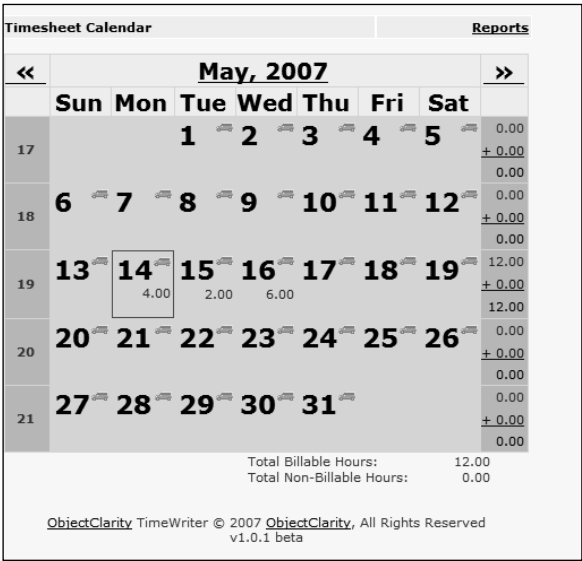 Timesheet Calendar Reports
« May, 2007 »
Sun Mon Tue Wed Thu Fri Sat
1 2 3 4 5 0.00
17 + 0.00
0.00
6 7 8 9 10 11 12 0.00
18 + 0.00
0.00
13 14 15 16 17 18 19 12.00
19 4.00 2.00 6.00 + 0.00
12.00
20 21 22 23 24 25 26 0.00
20 + 0.00
0.00
27 28 29 30 31 0.00
21 + 0.00
0.00
Total Billable Hours: 12.00
Total Non-Billable Hours: 0.00
ObjectClarity TimeWriter © 2007 ObjectClarity, All Rights Reserved
v1.0.1 beta